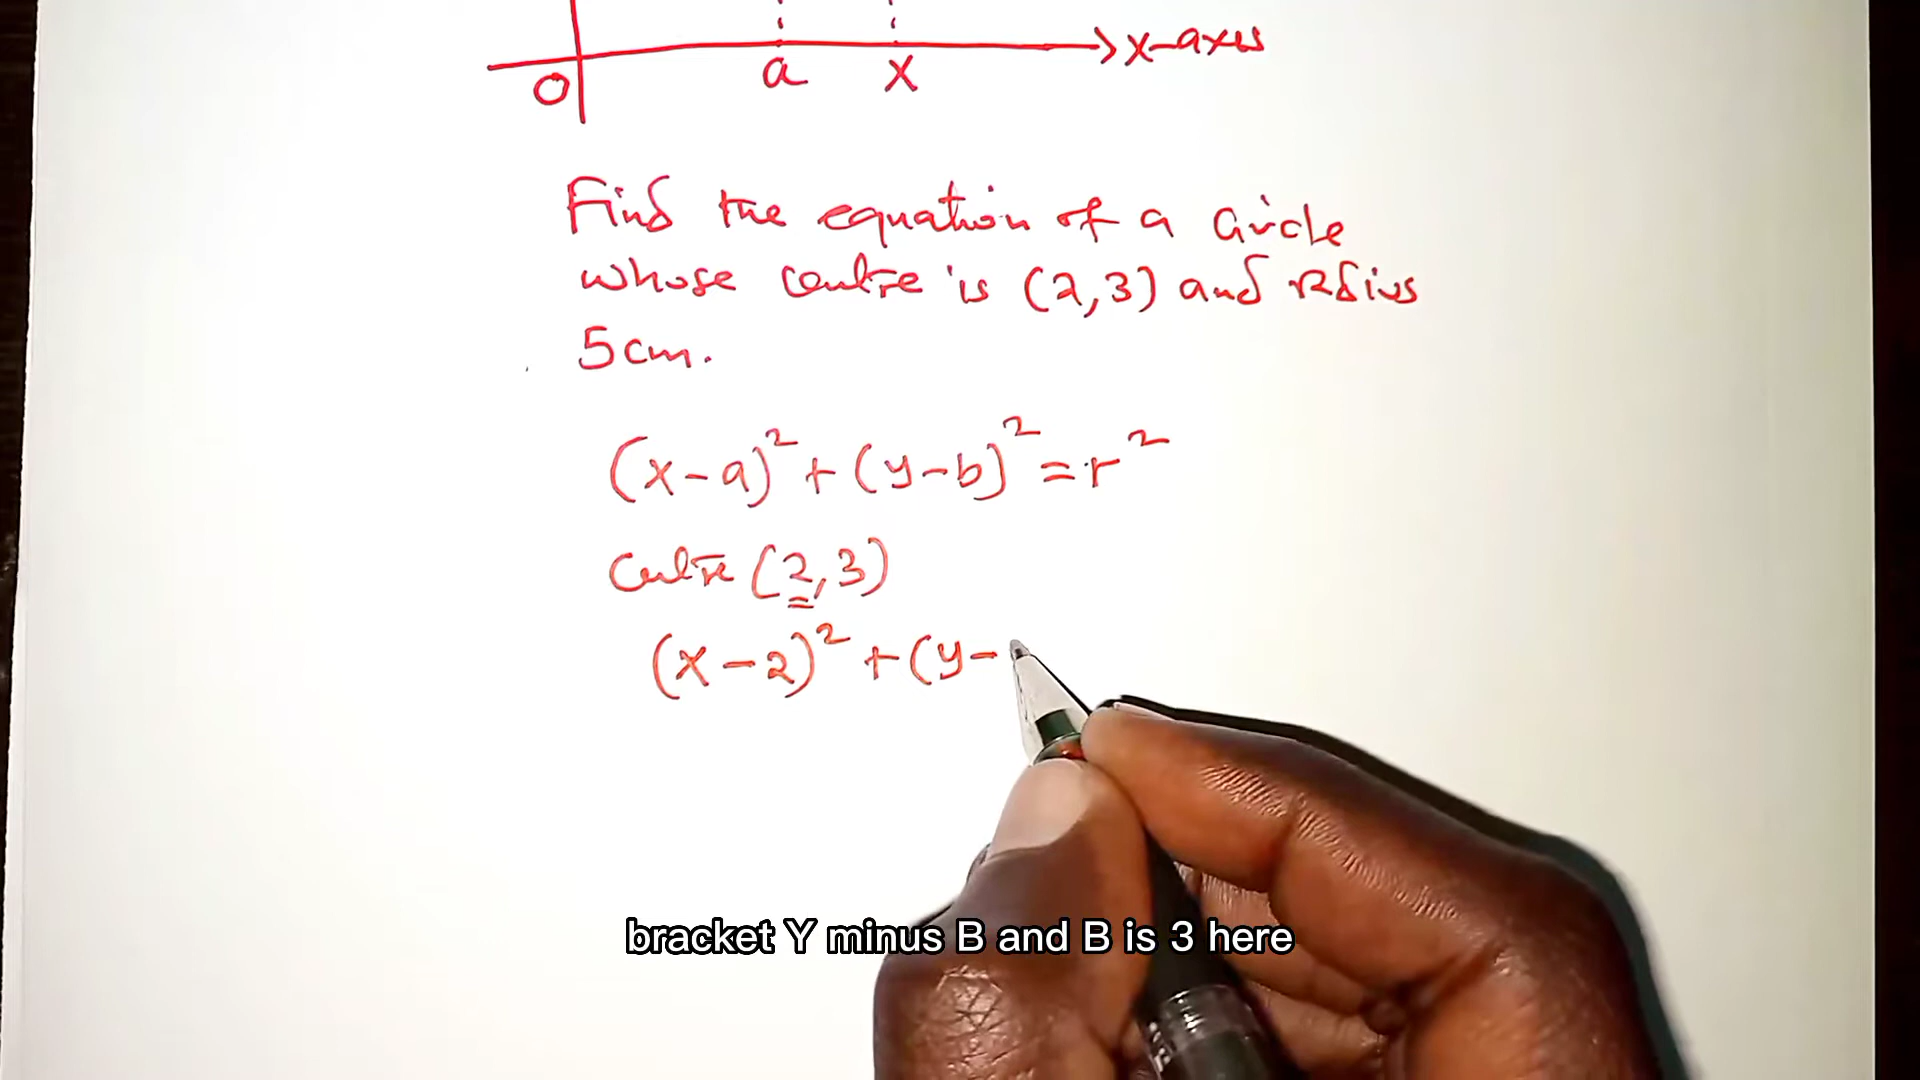 x-axis
O a x
Find the equation of a circle
whose centre is (2,3) and radius
5cm.
(x-a)² + (y-b)² = r²
Centre (2,3)
(x-2)² + (y-
bracket Y minus B and B is 3 here